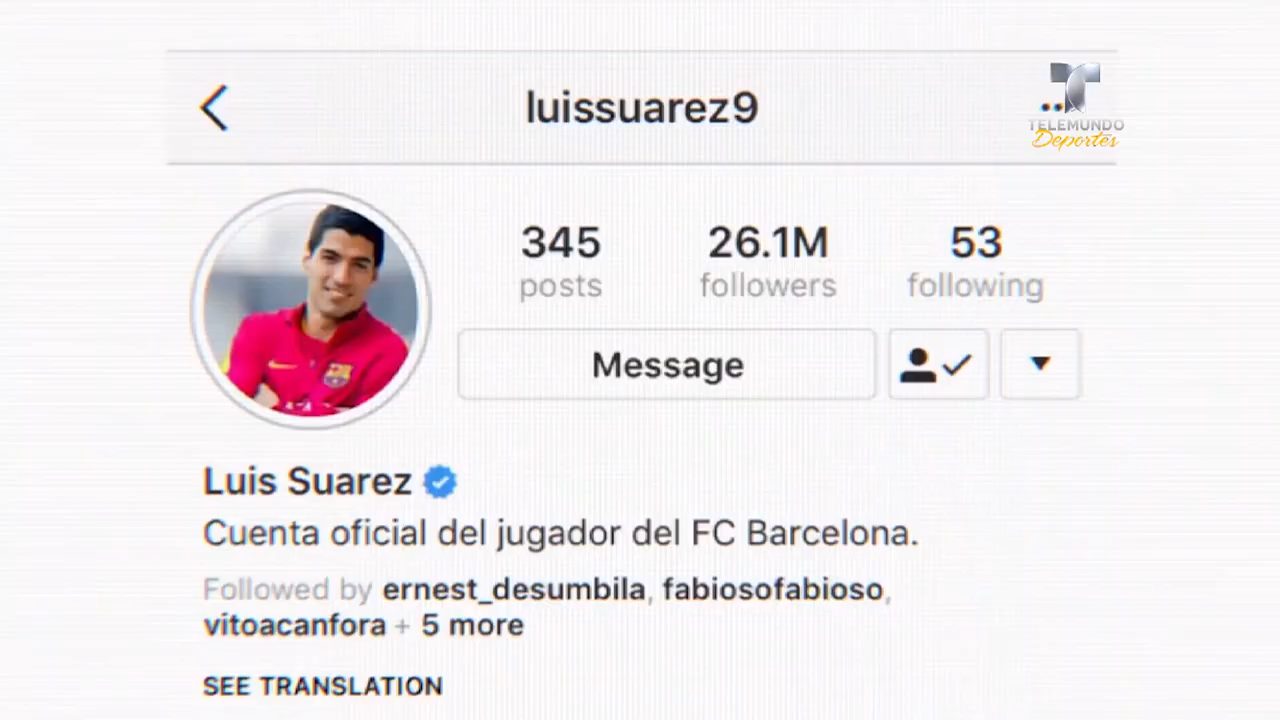 luissuarez9
TELEMUNDO
Deportes
345 26.1M 53
posts followers following
Message
Luis Suarez
Cuenta oficial del jugador del FC Barcelona.
Followed by ernest_desumbila, fabiosofabioso,
vitoacanfora + 5 more
SEE TRANSLATION